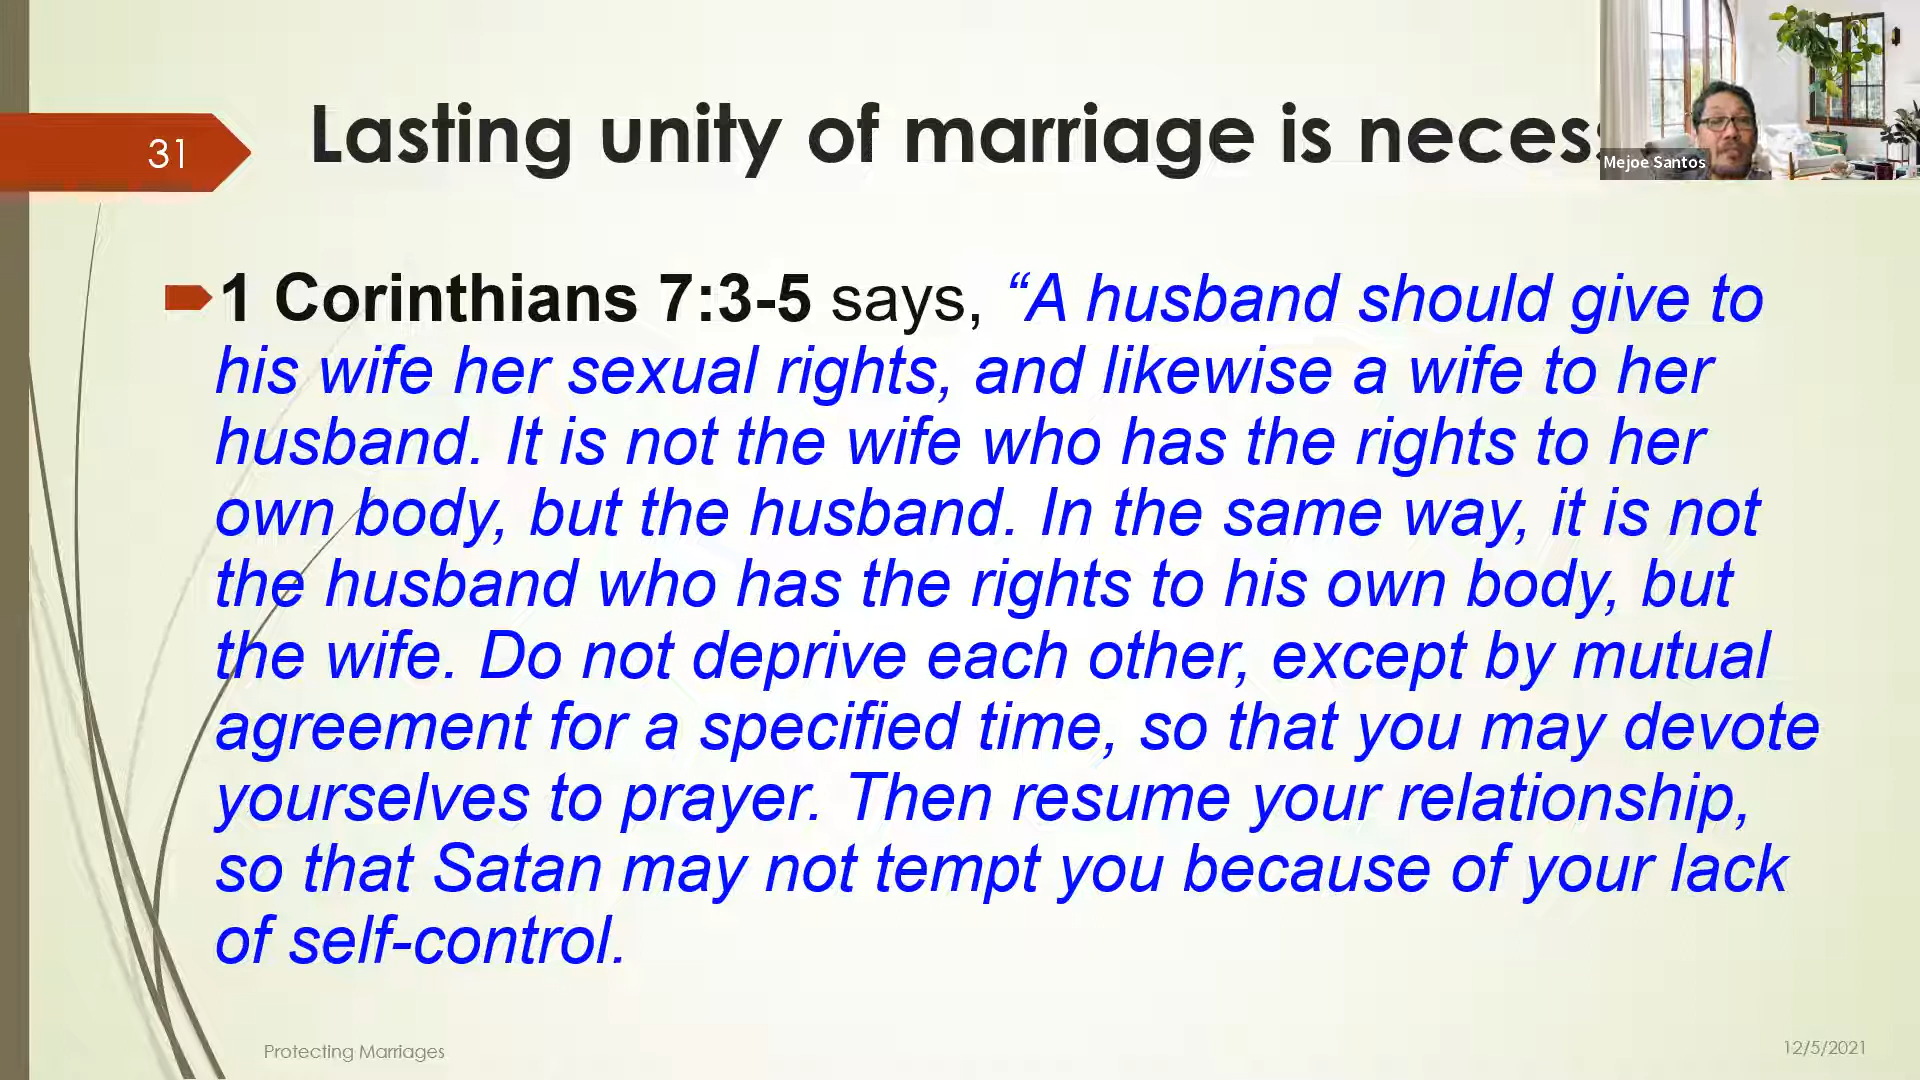 31
Lasting unity of marriage is
Mejoe Santos
1 Corinthians 7:3-5 says, “A husband should give to
his wife her sexual rights, and likewise a wife to her
husband. It is not the wife who has the rights to her
own body, but the husband. In the same way, it is not
the husband who has the rights to his own body, but
the wife. Do not deprive each other, except by mutual
agreement for a specified time, so that you may devote
yourselves to prayer. Then resume your relationship,
so that Satan may not tempt you because of your lack
of self-control.
Protecting Marriages
12/5/2021